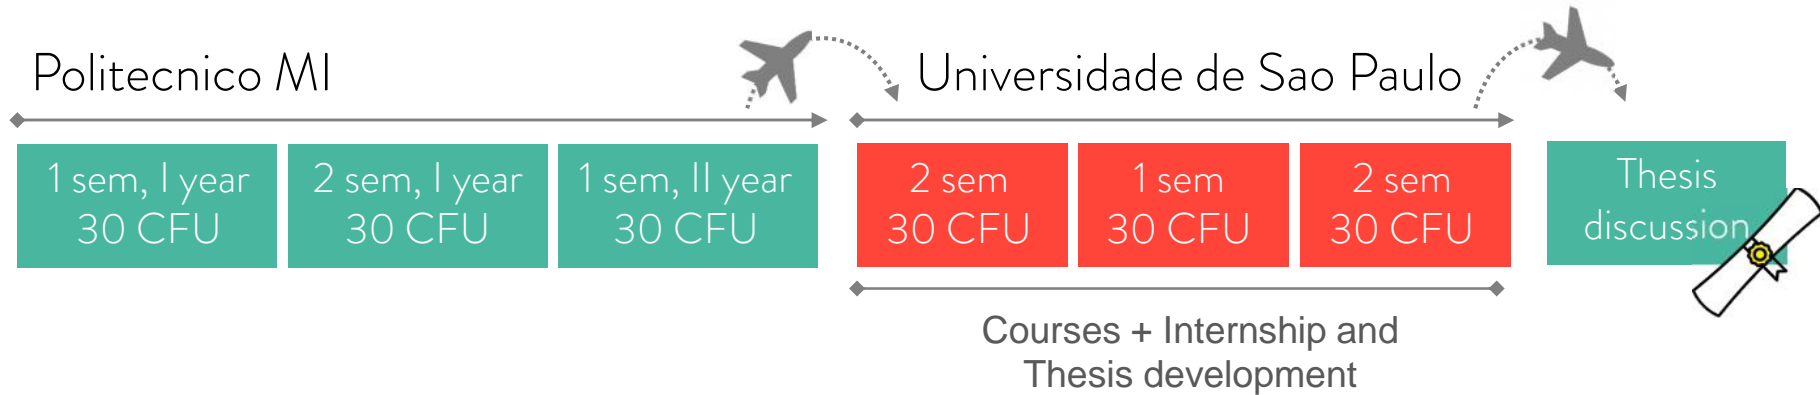 Politecnico MI
Universidade de Sao Paulo
1 sem, I year
30 CFU
2 sem, I year
30 CFU
1 sem, II year
30 CFU
2 sem
30 CFU
1 sem
30 CFU
2 sem
30 CFU
Thesis
discussion
Courses + Internship and
Thesis development